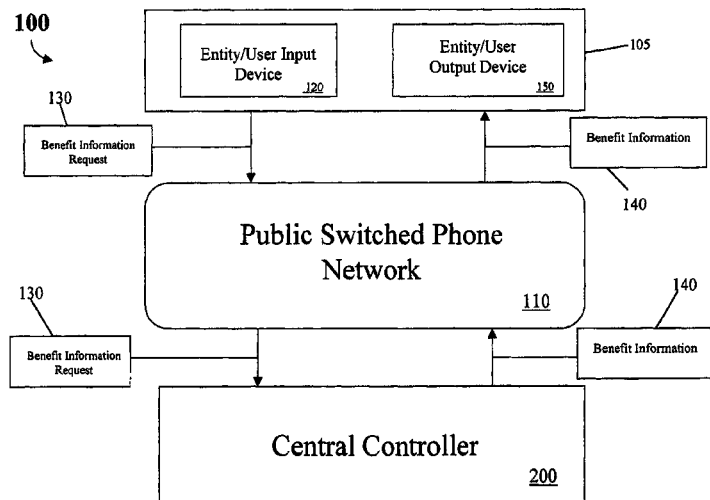 100
Entity/User Input
Device
120
Entity/User
Output Device
150
105
130
Benefit Information
Request
Benefit Information
140
Public Switched Phone
Network
110
130
Benefit Information
Request
140
Benefit Information
Central Controller
200